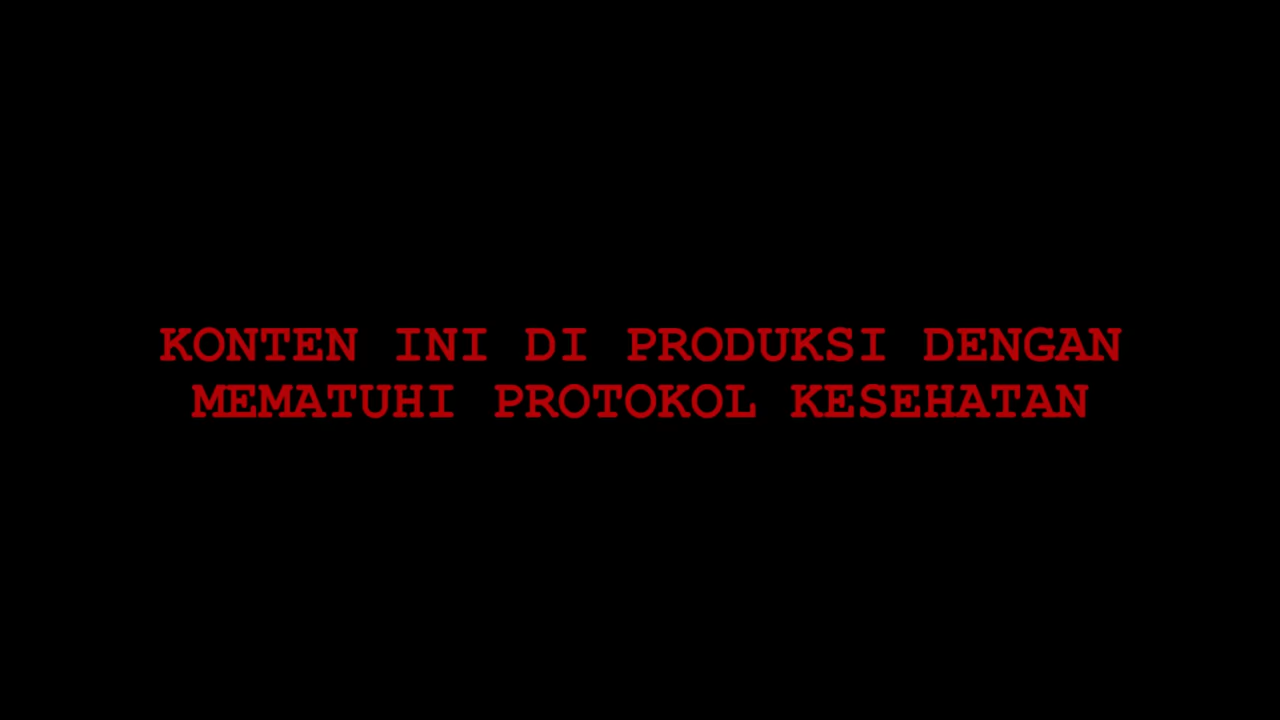 KONTEN INI DI PRODUKSI DENGAN
MEMATUHI PROTOKOL KESEHATAN